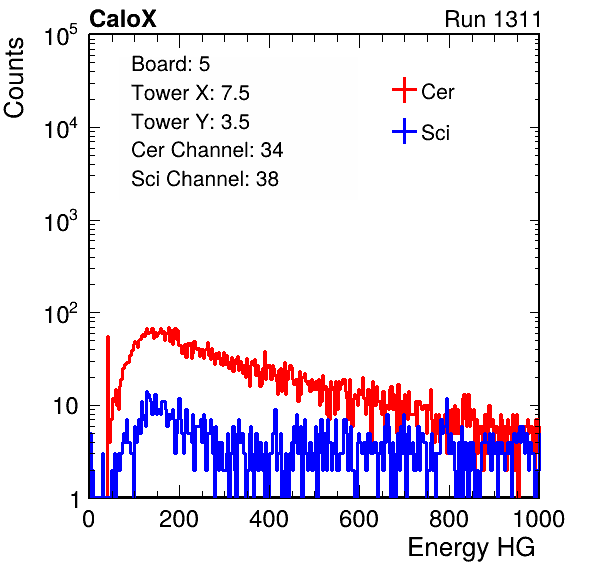 CaloX Run 1311
Counts
Board: 5
Tower X: 7.5
Tower Y: 3.5
Cer Channel: 34
Sci Channel: 38
Cer
Sci
10^5
10^4
10^3
10^2
10
1
0 200 400 600 800 1000
Energy HG